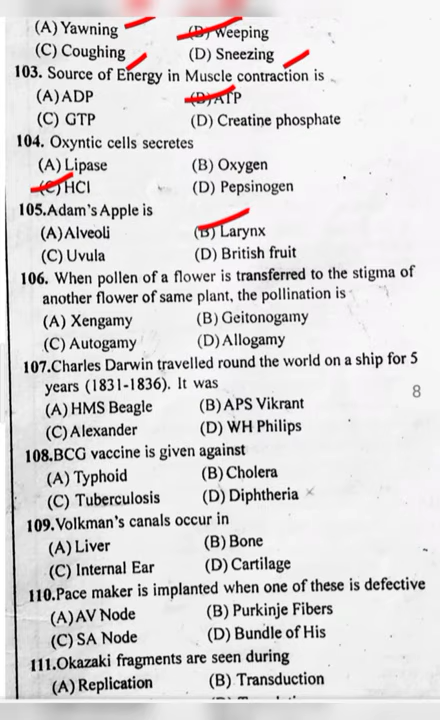 (A) Yawning (B) Weeping
(C) Coughing (D) Sneezing
103. Source of Energy in Muscle contraction is
(A) ADP (B) ATP
(C) GTP (D) Creatine phosphate
104. Oxyntic cells secretes
(A) Lipase (B) Oxygen
(C) HCl (D) Pepsinogen
105.Adam's Apple is
(A) Alveoli (B) Larynx
(C) Uvula (D) British fruit
106. When pollen of a flower is transferred to the stigma of
another flower of same plant, the pollination is
(A) Xengamy (B) Geitonogamy
(C) Autogamy (D) Allogamy
107.Charles Darwin travelled round the world on a ship for 5
years (1831-1836). It was
8
(A) HMS Beagle (B) APS Vikrant
(C) Alexander (D) WH Philips
108.BCG vaccine is given against
(A) Typhoid (B) Cholera
(C) Tuberculosis (D) Diphtheria
109.Volkman's canals occur in
(A) Liver (B) Bone
(C) Internal Ear (D) Cartilage
110.Pace maker is implanted when one of these is defective
(A) AV Node (B) Purkinje Fibers
(C) SA Node (D) Bundle of His
111.Okazaki fragments are seen during
(A) Replication (B) Transduction